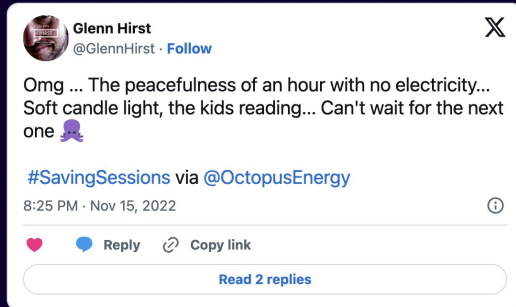 Glenn Hirst
@GlennHirst · Follow
Omg ... The peacefulness of an hour with no electricity...
Soft candle light, the kids reading... Can't wait for the next
one 🐙
#SavingSessions via @OctopusEnergy
8:25 PM · Nov 15, 2022
Reply Copy link
Read 2 replies